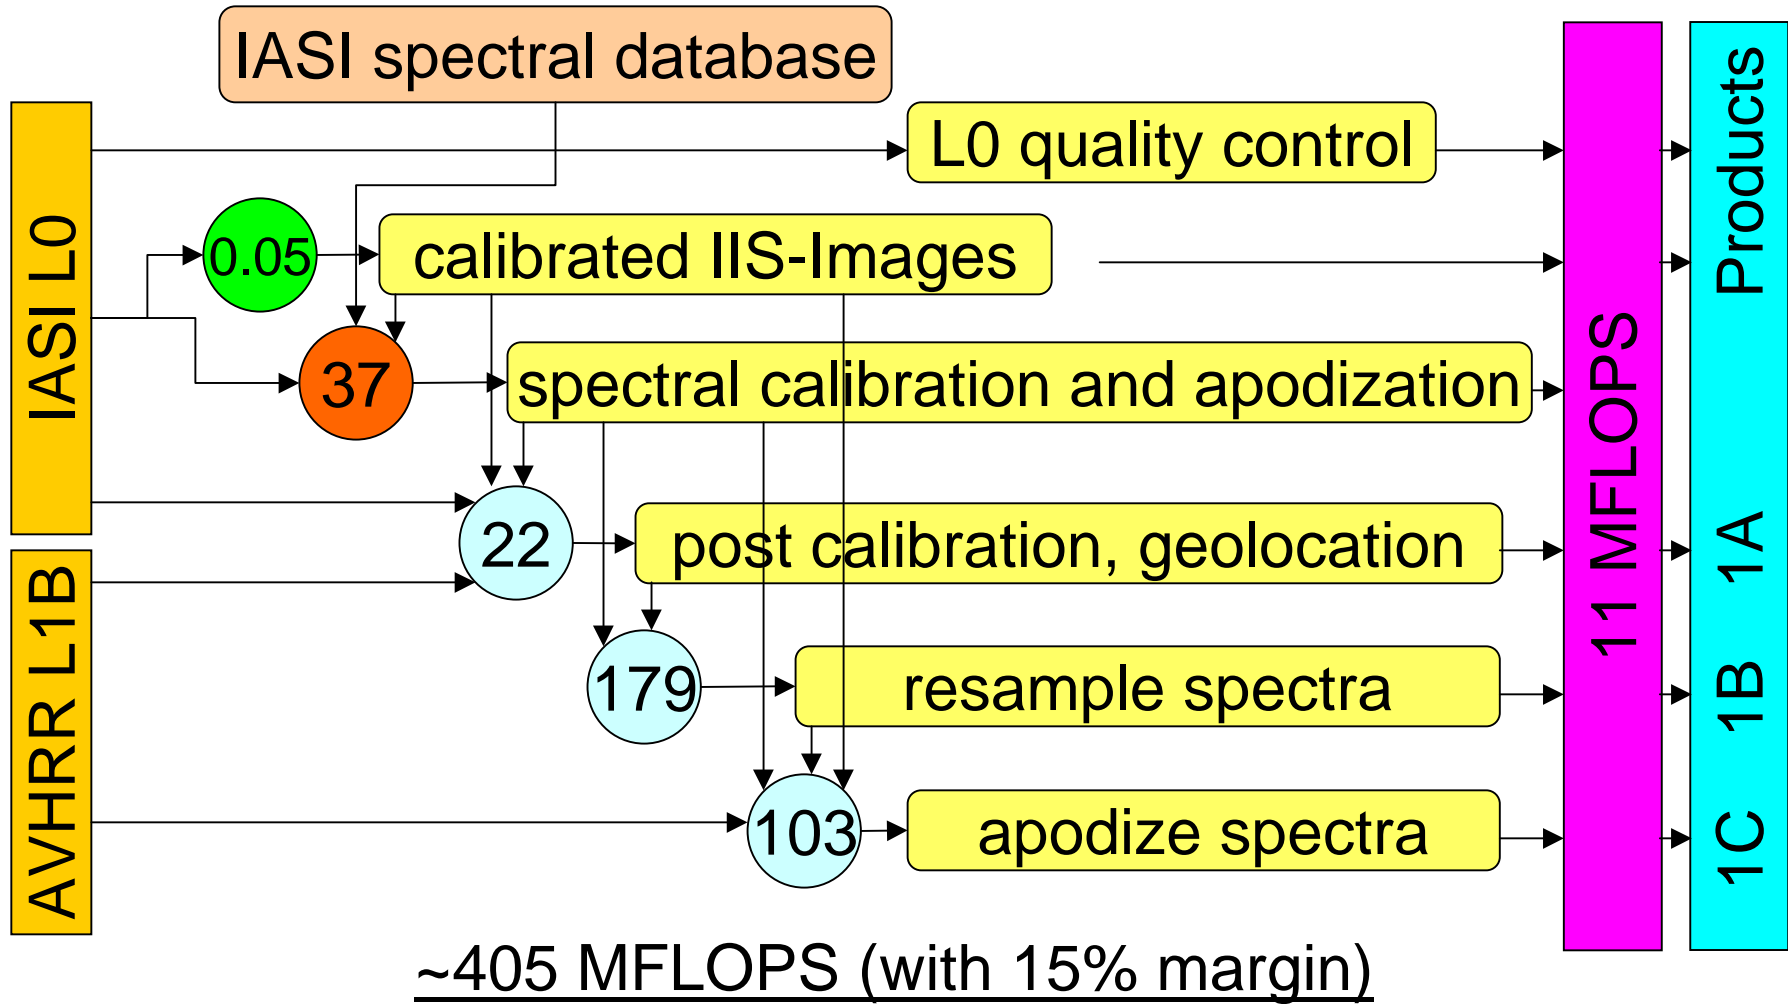 IASI spectral database
IASI L0
L0 quality control
0.05
calibrated IIS-Images
37
spectral calibration and apodization
22
post calibration, geolocation
AVHRR L1B
179
resample spectra
103
apodize spectra
11 MFLOPS
1C 1B 1A Products
~405 MFLOPS (with 15% margin)